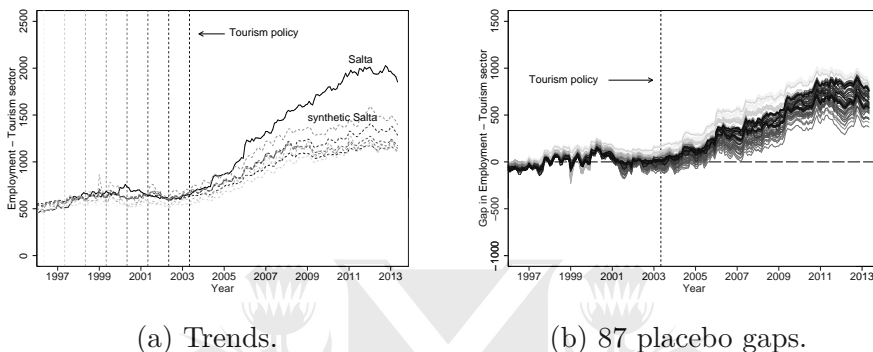 2500
2000
1500
1000
500
0
Employment − Tourism sector
Tourism policy
Salta
synthetic Salta
1997 1999 2001 2003 2005 2007 2009 2011 2013
Year
(a) Trends.
1500
1000
500
0
−500
−1000
Gap in Employment − Tourism sector
Tourism policy
1997 1999 2001 2003 2005 2007 2009 2011 2013
Year
(b) 87 placebo gaps.